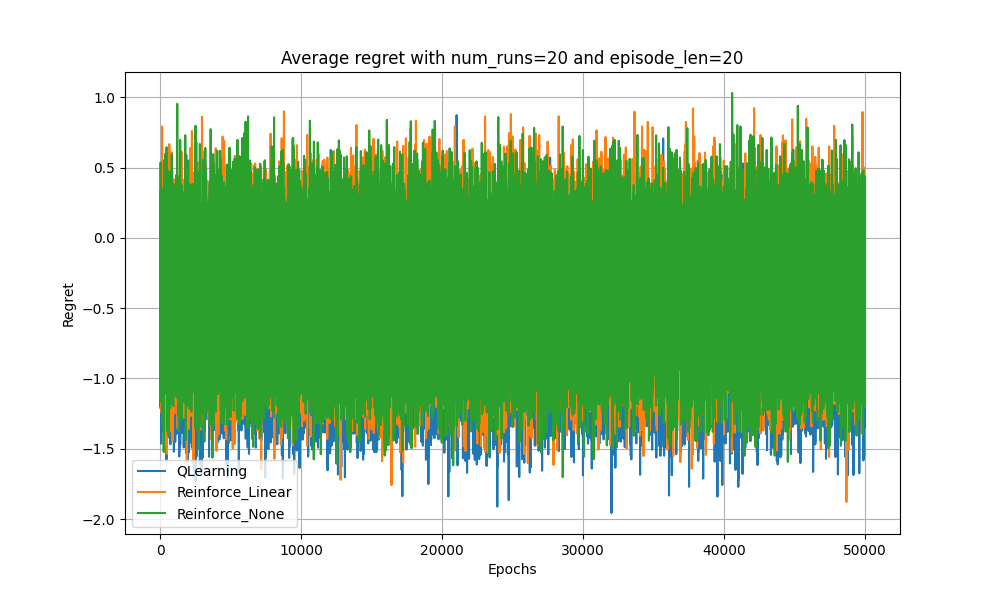 Average regret with num_runs=20 and episode_len=20
Regret
1.0
0.5
0.0
−0.5
−1.0
−1.5
−2.0
QLearning
Reinforce_Linear
Reinforce_None
0 10000 20000 30000 40000 50000
Epochs